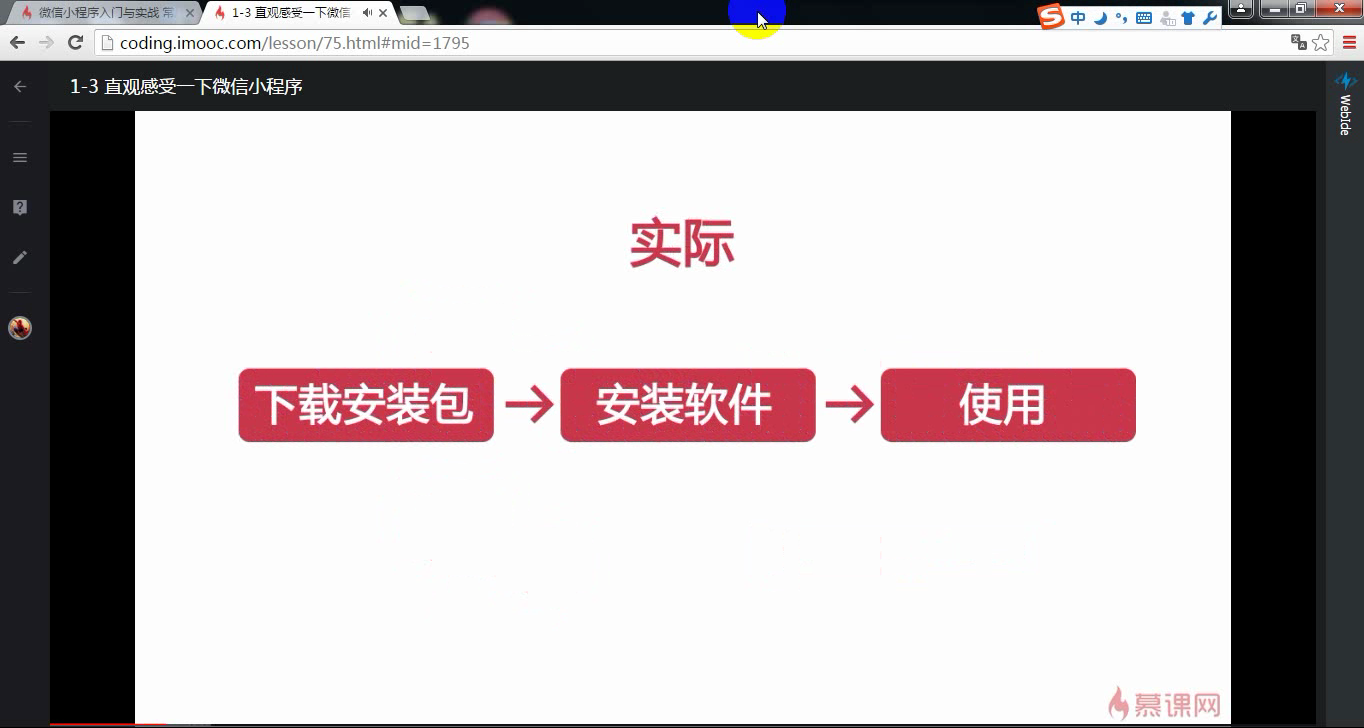 微信小程序入门与实战 常
1-3 直观感受一下微信
中
coding.imooc.com/lesson/75.html#mid=1795
1-3 直观感受一下微信小程序
WebIde
实际
下载安装包 → 安装软件 → 使用
慕课网